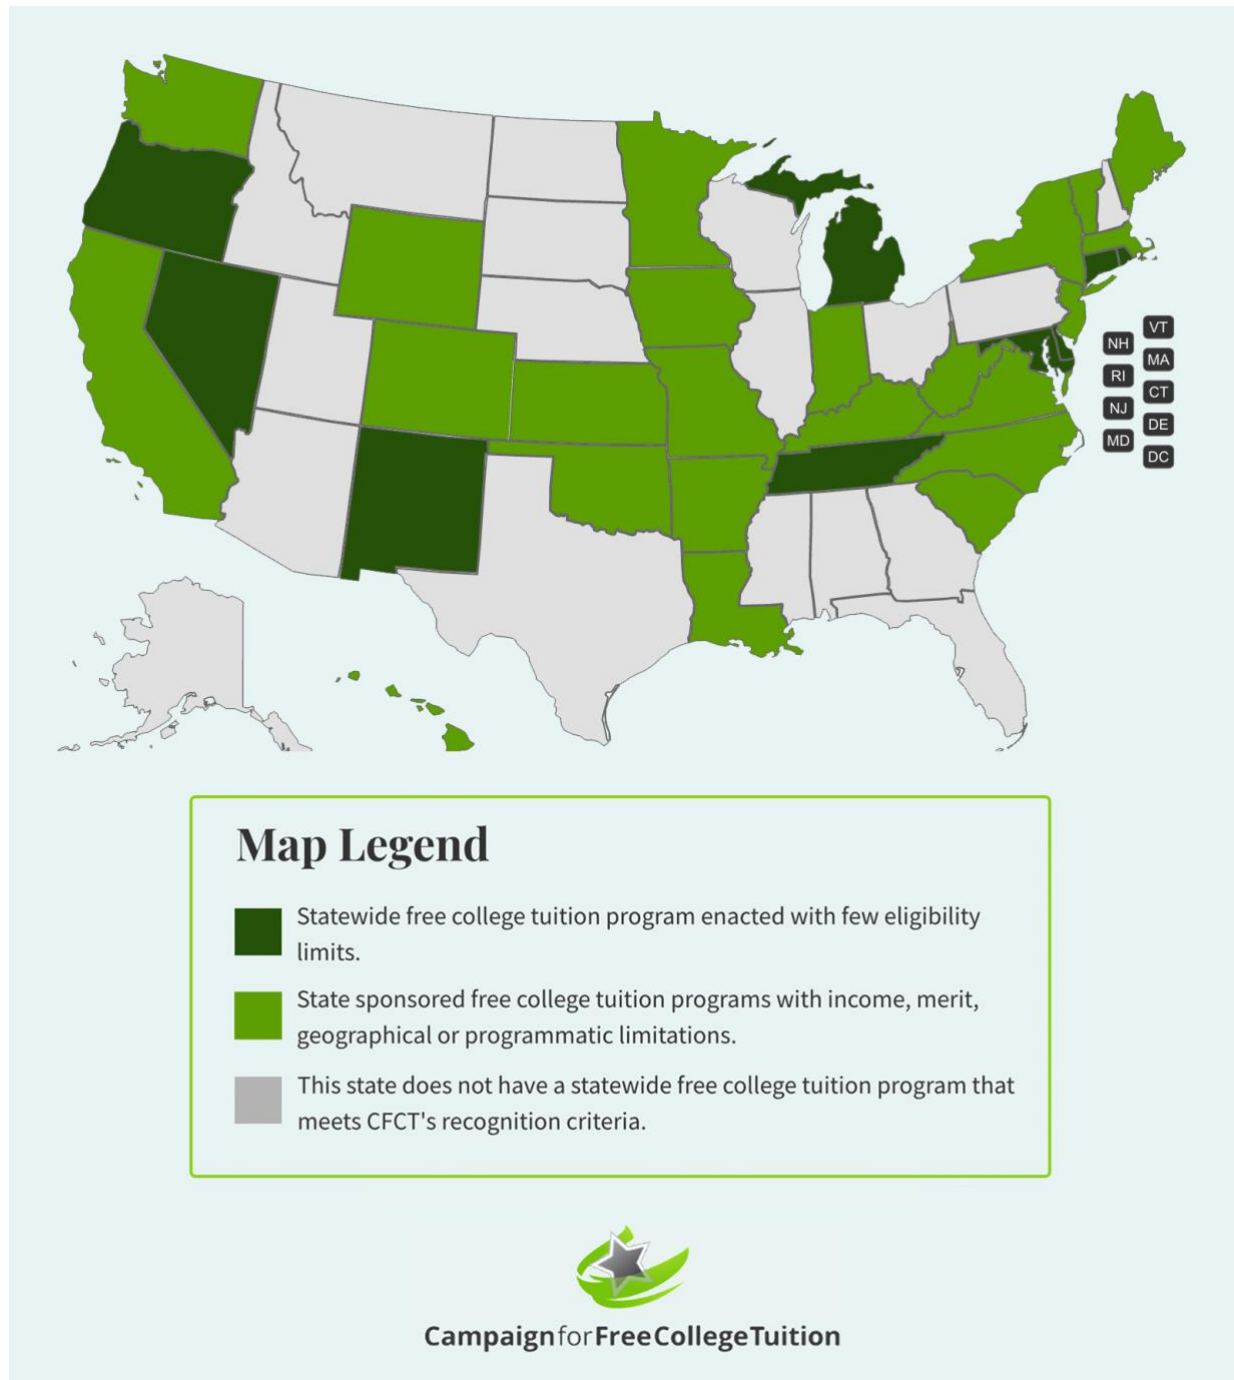 VT
NH
MA
RI
CT
NJ
DE
MD
DC
Map Legend
Statewide free college tuition program enacted with few eligibility
limits.
State sponsored free college tuition programs with income, merit,
geographical or programmatic limitations.
This state does not have a statewide free college tuition program that
meets CFCT's recognition criteria.
CampaignforFreeCollegeTuition